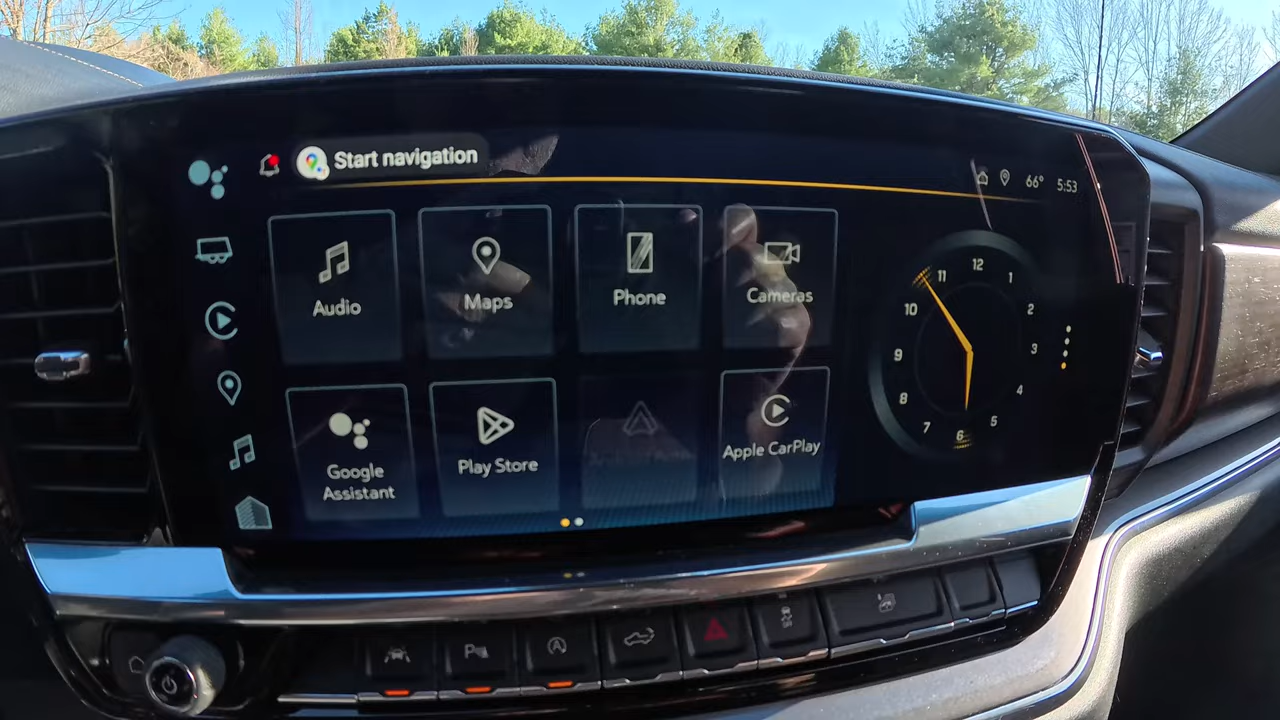 Start navigation
66° 5:53
Audio
Maps
Phone
Cameras
Google
Assistant
Play Store
Apple CarPlay
12
1
2
3
4
5
6
7
8
9
10
11